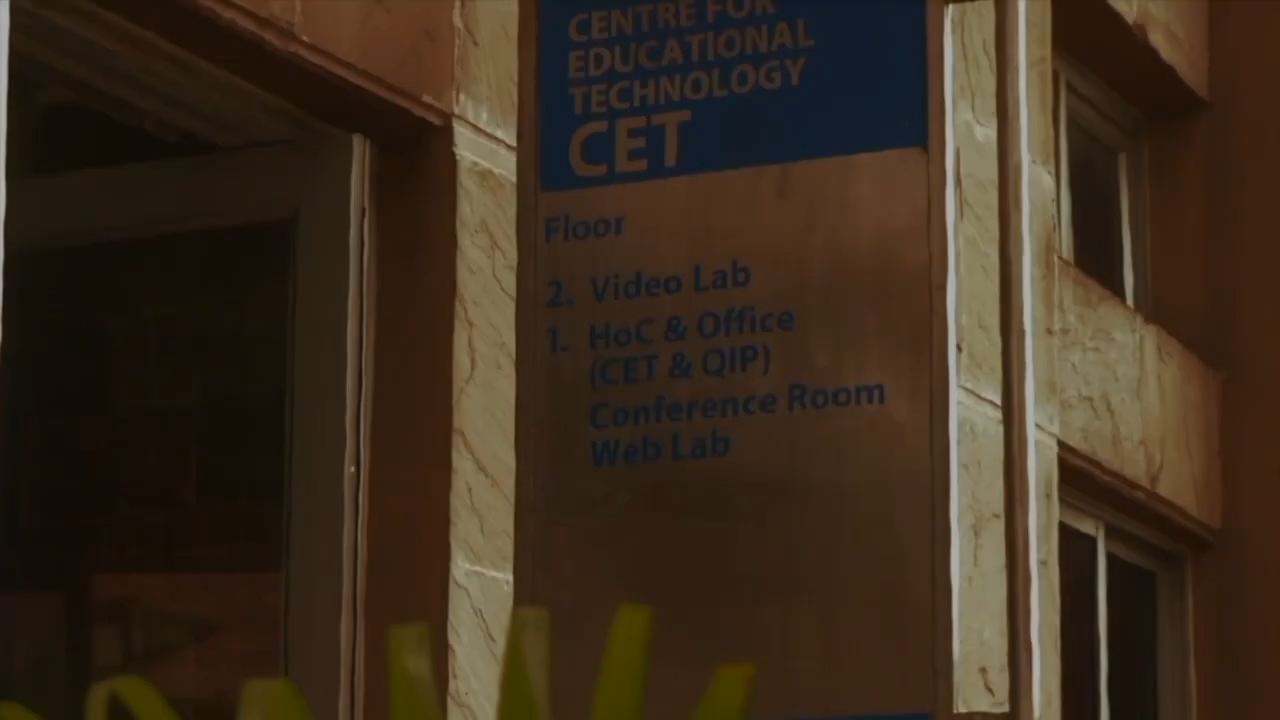 CENTRE FOR
EDUCATIONAL
TECHNOLOGY
CET
Floor
2. Video Lab
1. HoC & Office
(CET & QIP)
Conference Room
Web Lab